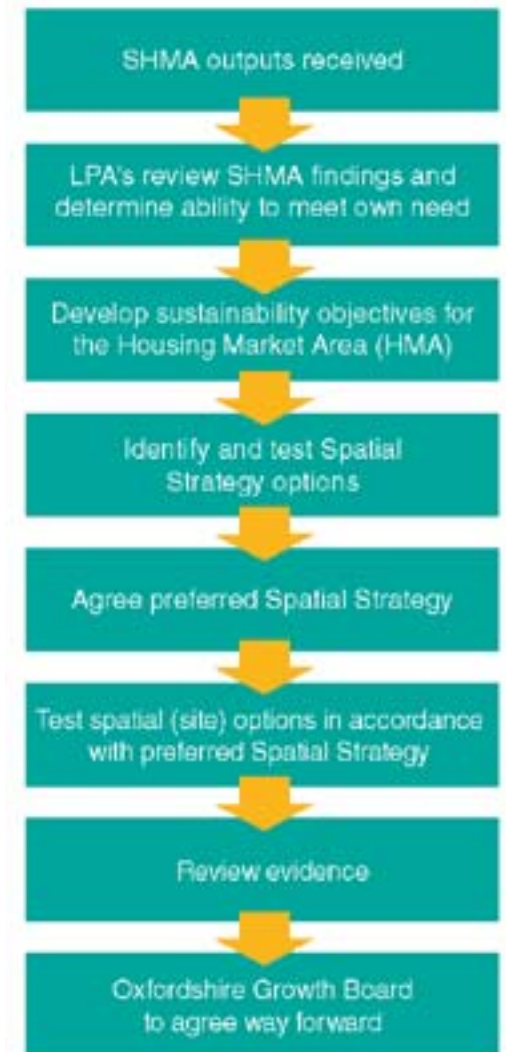 SHMA outputs received
LPA's review SHMA findings and
determine ability to meet own need
Develop sustainability objectives for
the Housing Market Area (HMA)
Identify and test Spatial
Strategy options
Agree preferred Spatial Strategy
Test spatial (site) options in accordance
with preferred Spatial Strategy
Review evidence
Oxfordshire Growth Board
to agree way forward